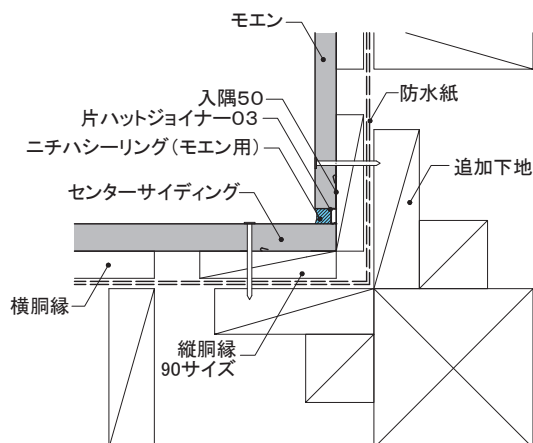 モエン
入隅50
片ハットジョイナー03
ニチハシーリング（モエン用）
センターサイディング
防水紙
追加下地
横胴縁
縦胴縁
90サイズ